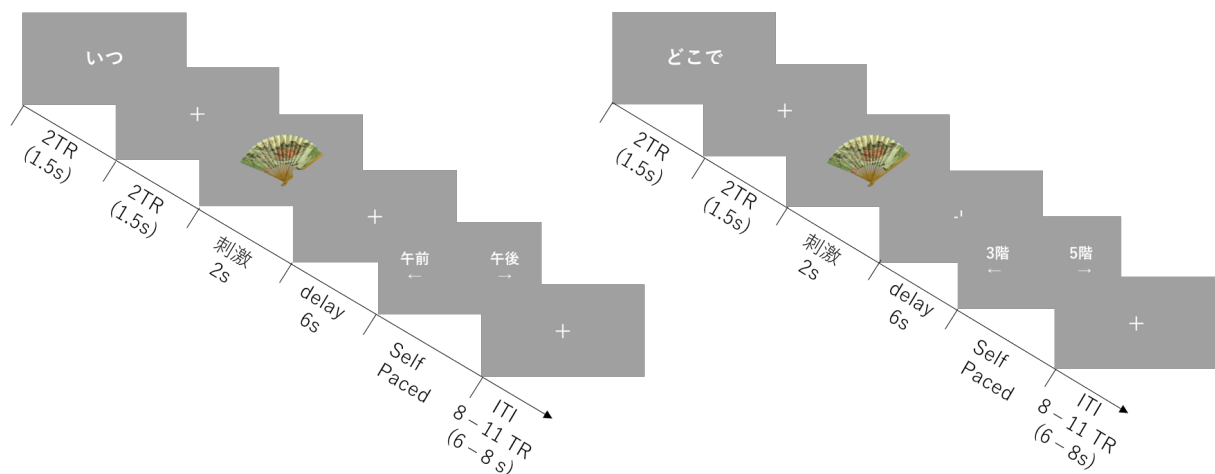 いつ
2TR
(1.5s)
2TR
(1.5s)
刺激
2s
delay
6s
午前
←
午後
→
Self
Paced
ITI
8 – 11 TR
(6 – 8 s)
どこで
2TR
(1.5s)
2TR
(1.5s)
刺激
2s
delay
6s
3階
←
5階
→
Self
Paced
ITI
8 – 11 TR
(6 – 8 s)